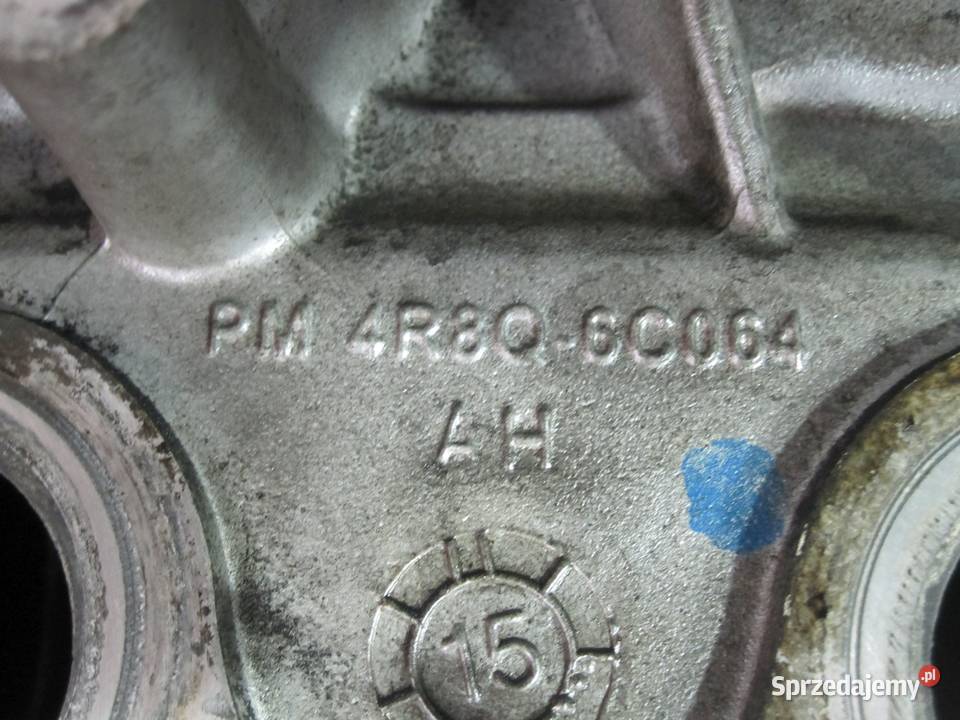 PM 4R8Q-6C064
AH
15
Sprzedajemy.pl